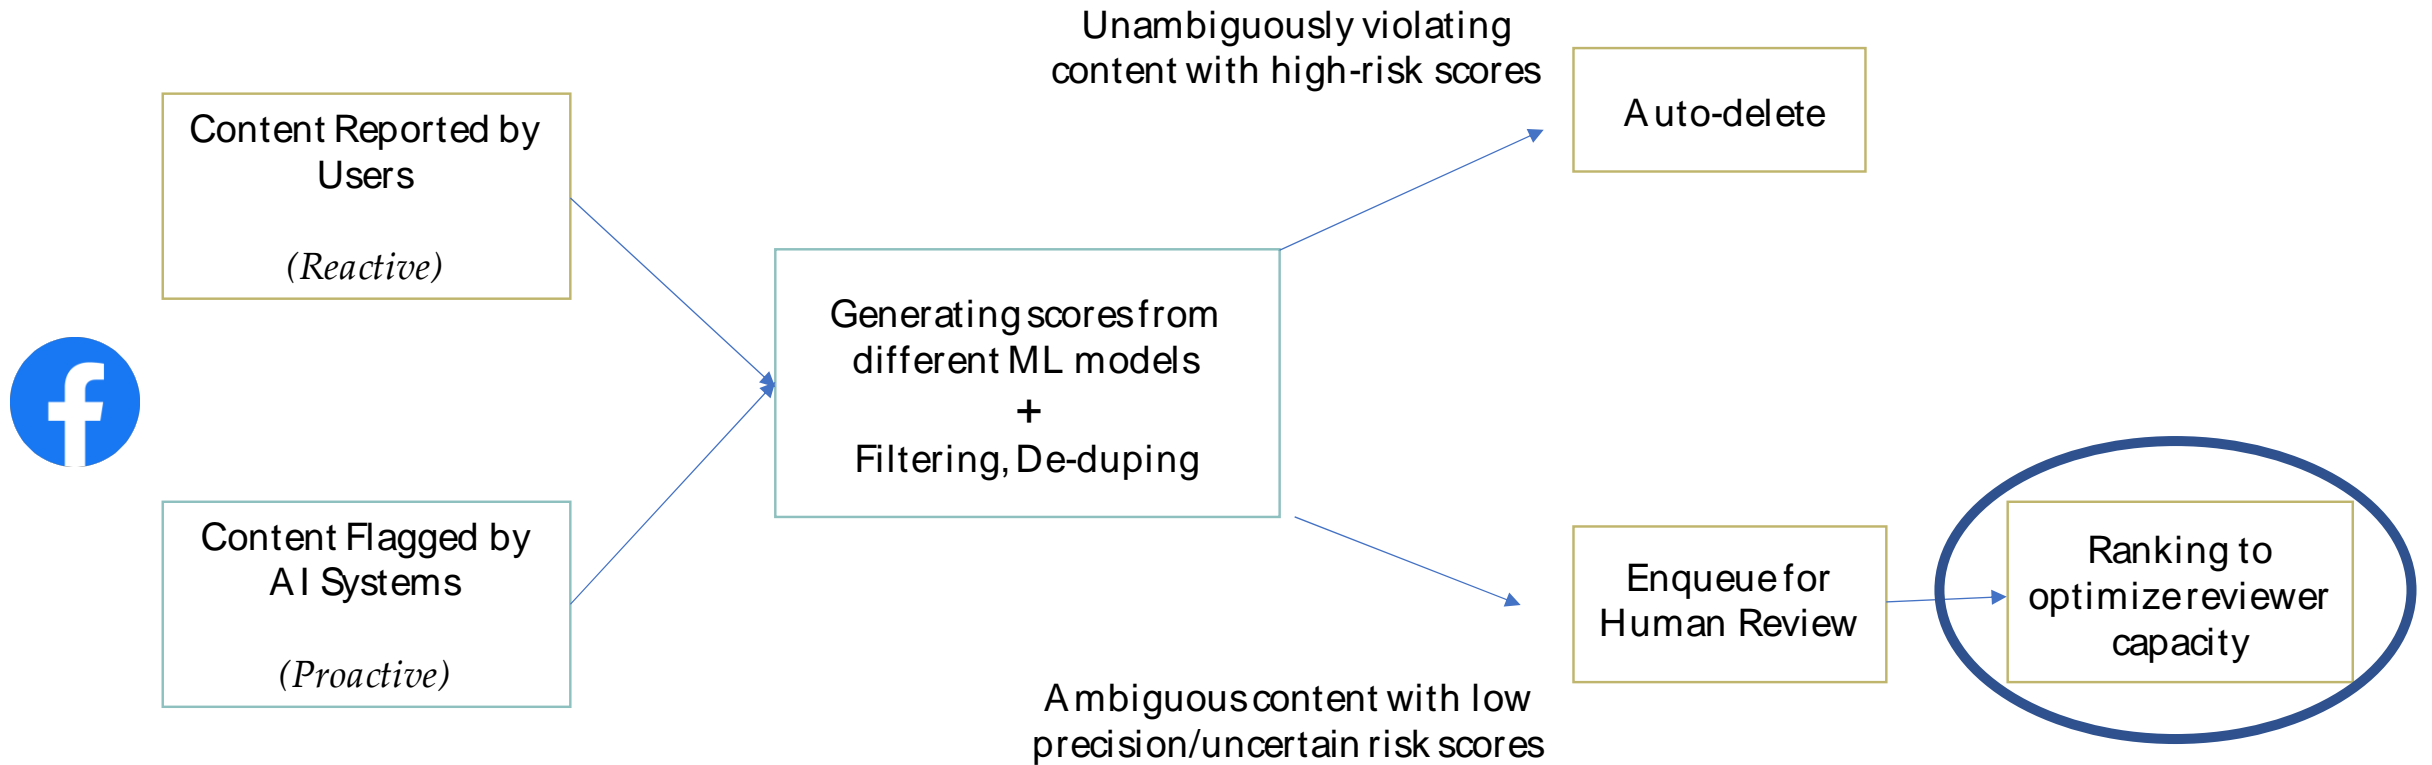 Content Reported by
Users
(Reactive)
Content Flagged by
AI Systems
(Proactive)
Generating scores from
different ML models
+
Filtering, De-duping
Unambiguously violating
content with high-risk scores
Auto-delete
Ambiguous content with low
precision/uncertain risk scores
Enqueue for
Human Review
Ranking to
optimize reviewer
capacity